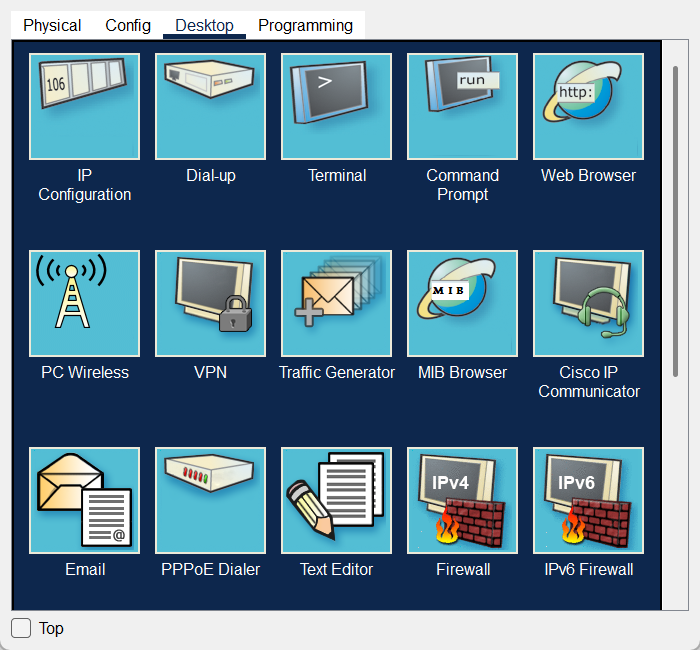 Physical Config Desktop Programming
106
>
run
http:
IP
Configuration
Dial-up
Terminal
Command
Prompt
Web Browser
MIB
PC Wireless
VPN
Traffic Generator
MIB Browser
Cisco IP
Communicator
@
IPv4
IPv6
Email
PPPoE Dialer
Text Editor
Firewall
IPv6 Firewall
Top